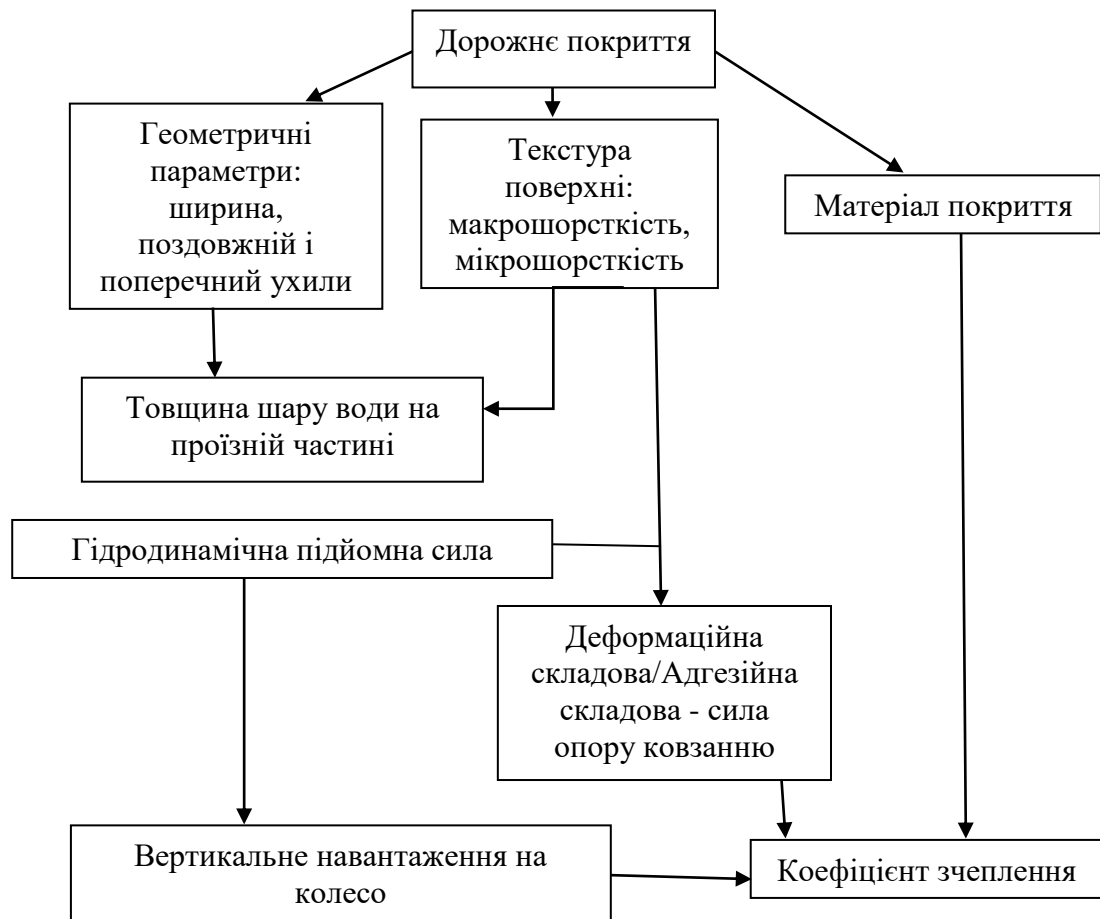 Дорожнє покриття
Геометричні
параметри:
ширина,
поздовжній і
поперечний ухили
Текстура
поверхні:
макрошорсткість,
мікрошорсткість
Матеріал покриття
Товщина шару води на
проїзній частині
Гідродинамічна підйомна сила
Деформаційна
складова/Адгезійна
складова - сила
опору ковзанню
Вертикальне навантаження на
колесо
Коефіцієнт зчеплення